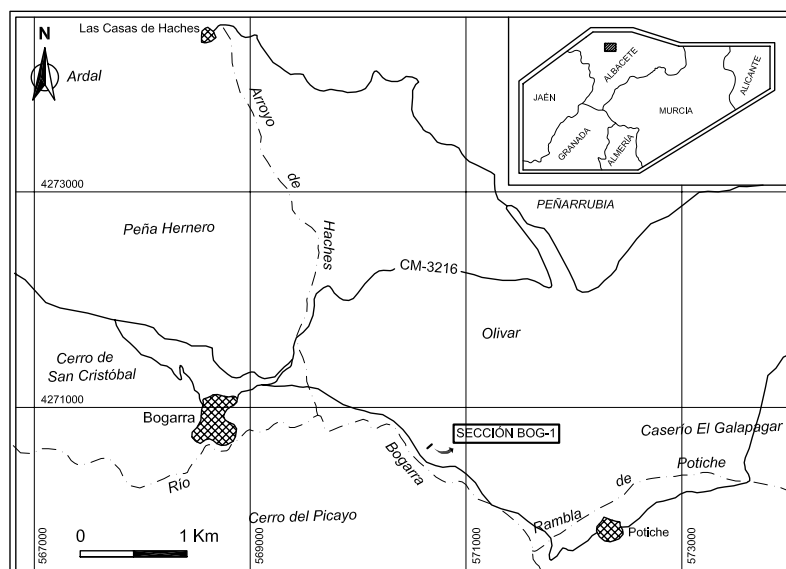 Las Casas de Haches
N
Ardal
Arroyo
de
Haches
ALBACETE
JAÉN
ALICANTE
MURCIA
GRANADA
ALMERÍA
4273000
PEÑARRUBIA
Peña Hernero
CM-3216
Olivar
Cerro de
San Cristóbal
4271000
Bogarra
SECCIÓN BOG-1
Caserío El Galapagar
Río
Bogarra
Rambla
de
Potiche
Cerro del Picayo
Potiche
0
1 Km
567000
569000
571000
573000